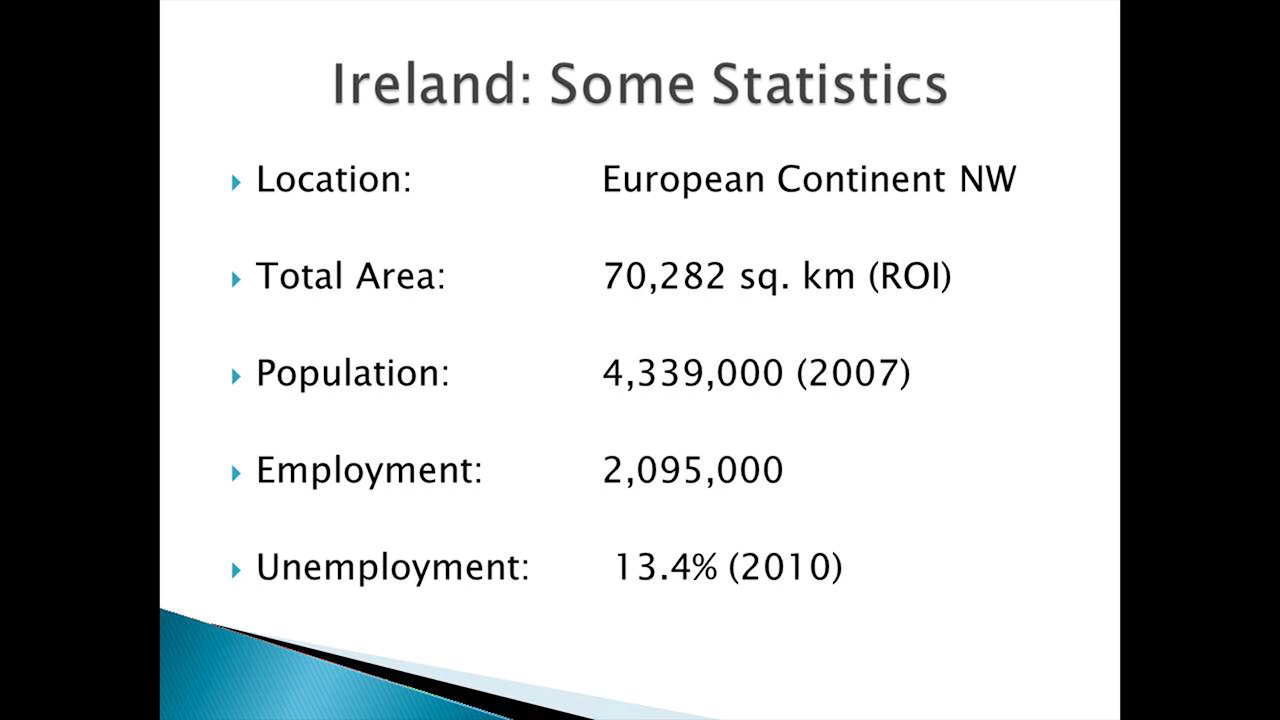 Ireland: Some Statistics
Location: European Continent NW
Total Area: 70,282 sq. km (ROI)
Population: 4,339,000 (2007)
Employment: 2,095,000
Unemployment: 13.4% (2010)